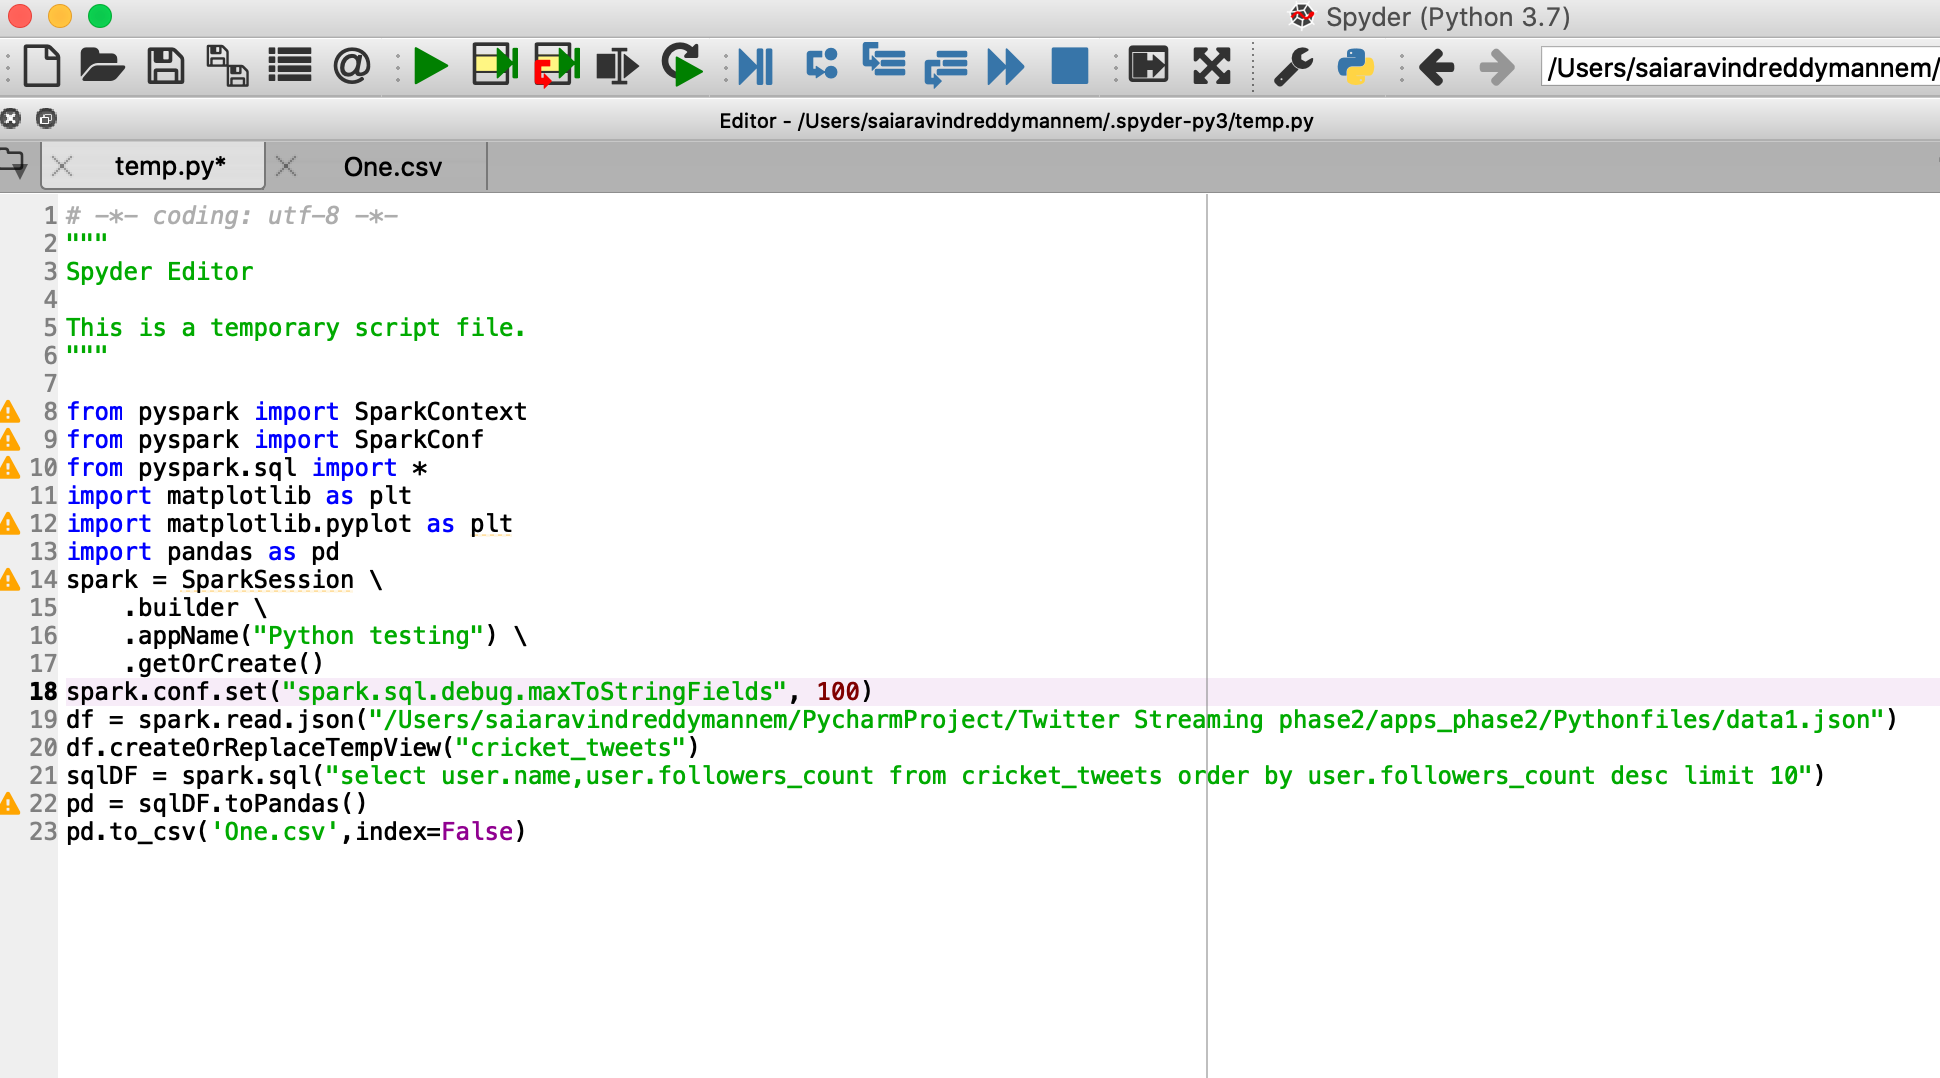 Spyder (Python 3.7)
/Users/saiaravindreddymannem/
Editor - /Users/saiaravindreddymannem/.spyder-py3/temp.py
temp.py* One.csv
1 # -*- coding: utf-8 -*-
2 """
3 Spyder Editor
4
5 This is a temporary script file.
6 """
7
8 from pyspark import SparkContext
9 from pyspark import SparkConf
10 from pyspark.sql import *
11 import matplotlib as plt
12 import matplotlib.pyplot as plt
13 import pandas as pd
14 spark = SparkSession \
15     .builder \
16     .appName("Python testing") \
17     .getOrCreate()
18 spark.conf.set("spark.sql.debug.maxToStringFields", 100)
19 df = spark.read.json("/Users/saiaravindreddymannem/PycharmProject/Twitter Streaming phase2/apps_phase2/Pythonfiles/data1.json")
20 df.createOrReplaceTempView("cricket_tweets")
21 sqlDF = spark.sql("select user.name,user.followers_count from cricket_tweets order by user.followers_count desc limit 10")
22 pd = sqlDF.toPandas()
23 pd.to_csv('One.csv',index=False)